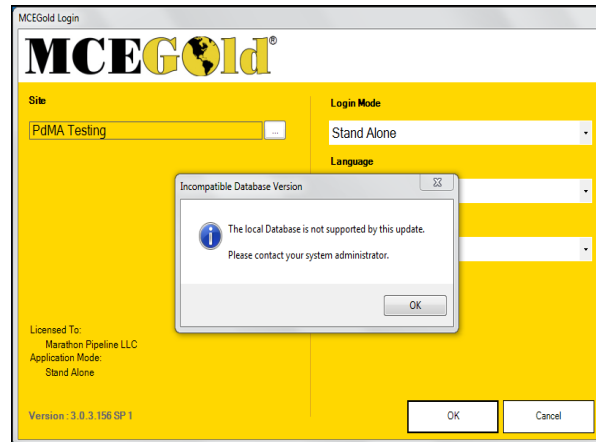 MCEGold Login
MCEGold®
Site
PdMA Testing
...
Login Mode
Stand Alone
Language
Incompatible Database Version
The local Database is not supported by this update.
Please contact your system administrator.
OK
Licensed To:
Marathon Pipeline LLC
Application Mode:
Stand Alone
Version : 3.0.3.156 SP 1
OK
Cancel